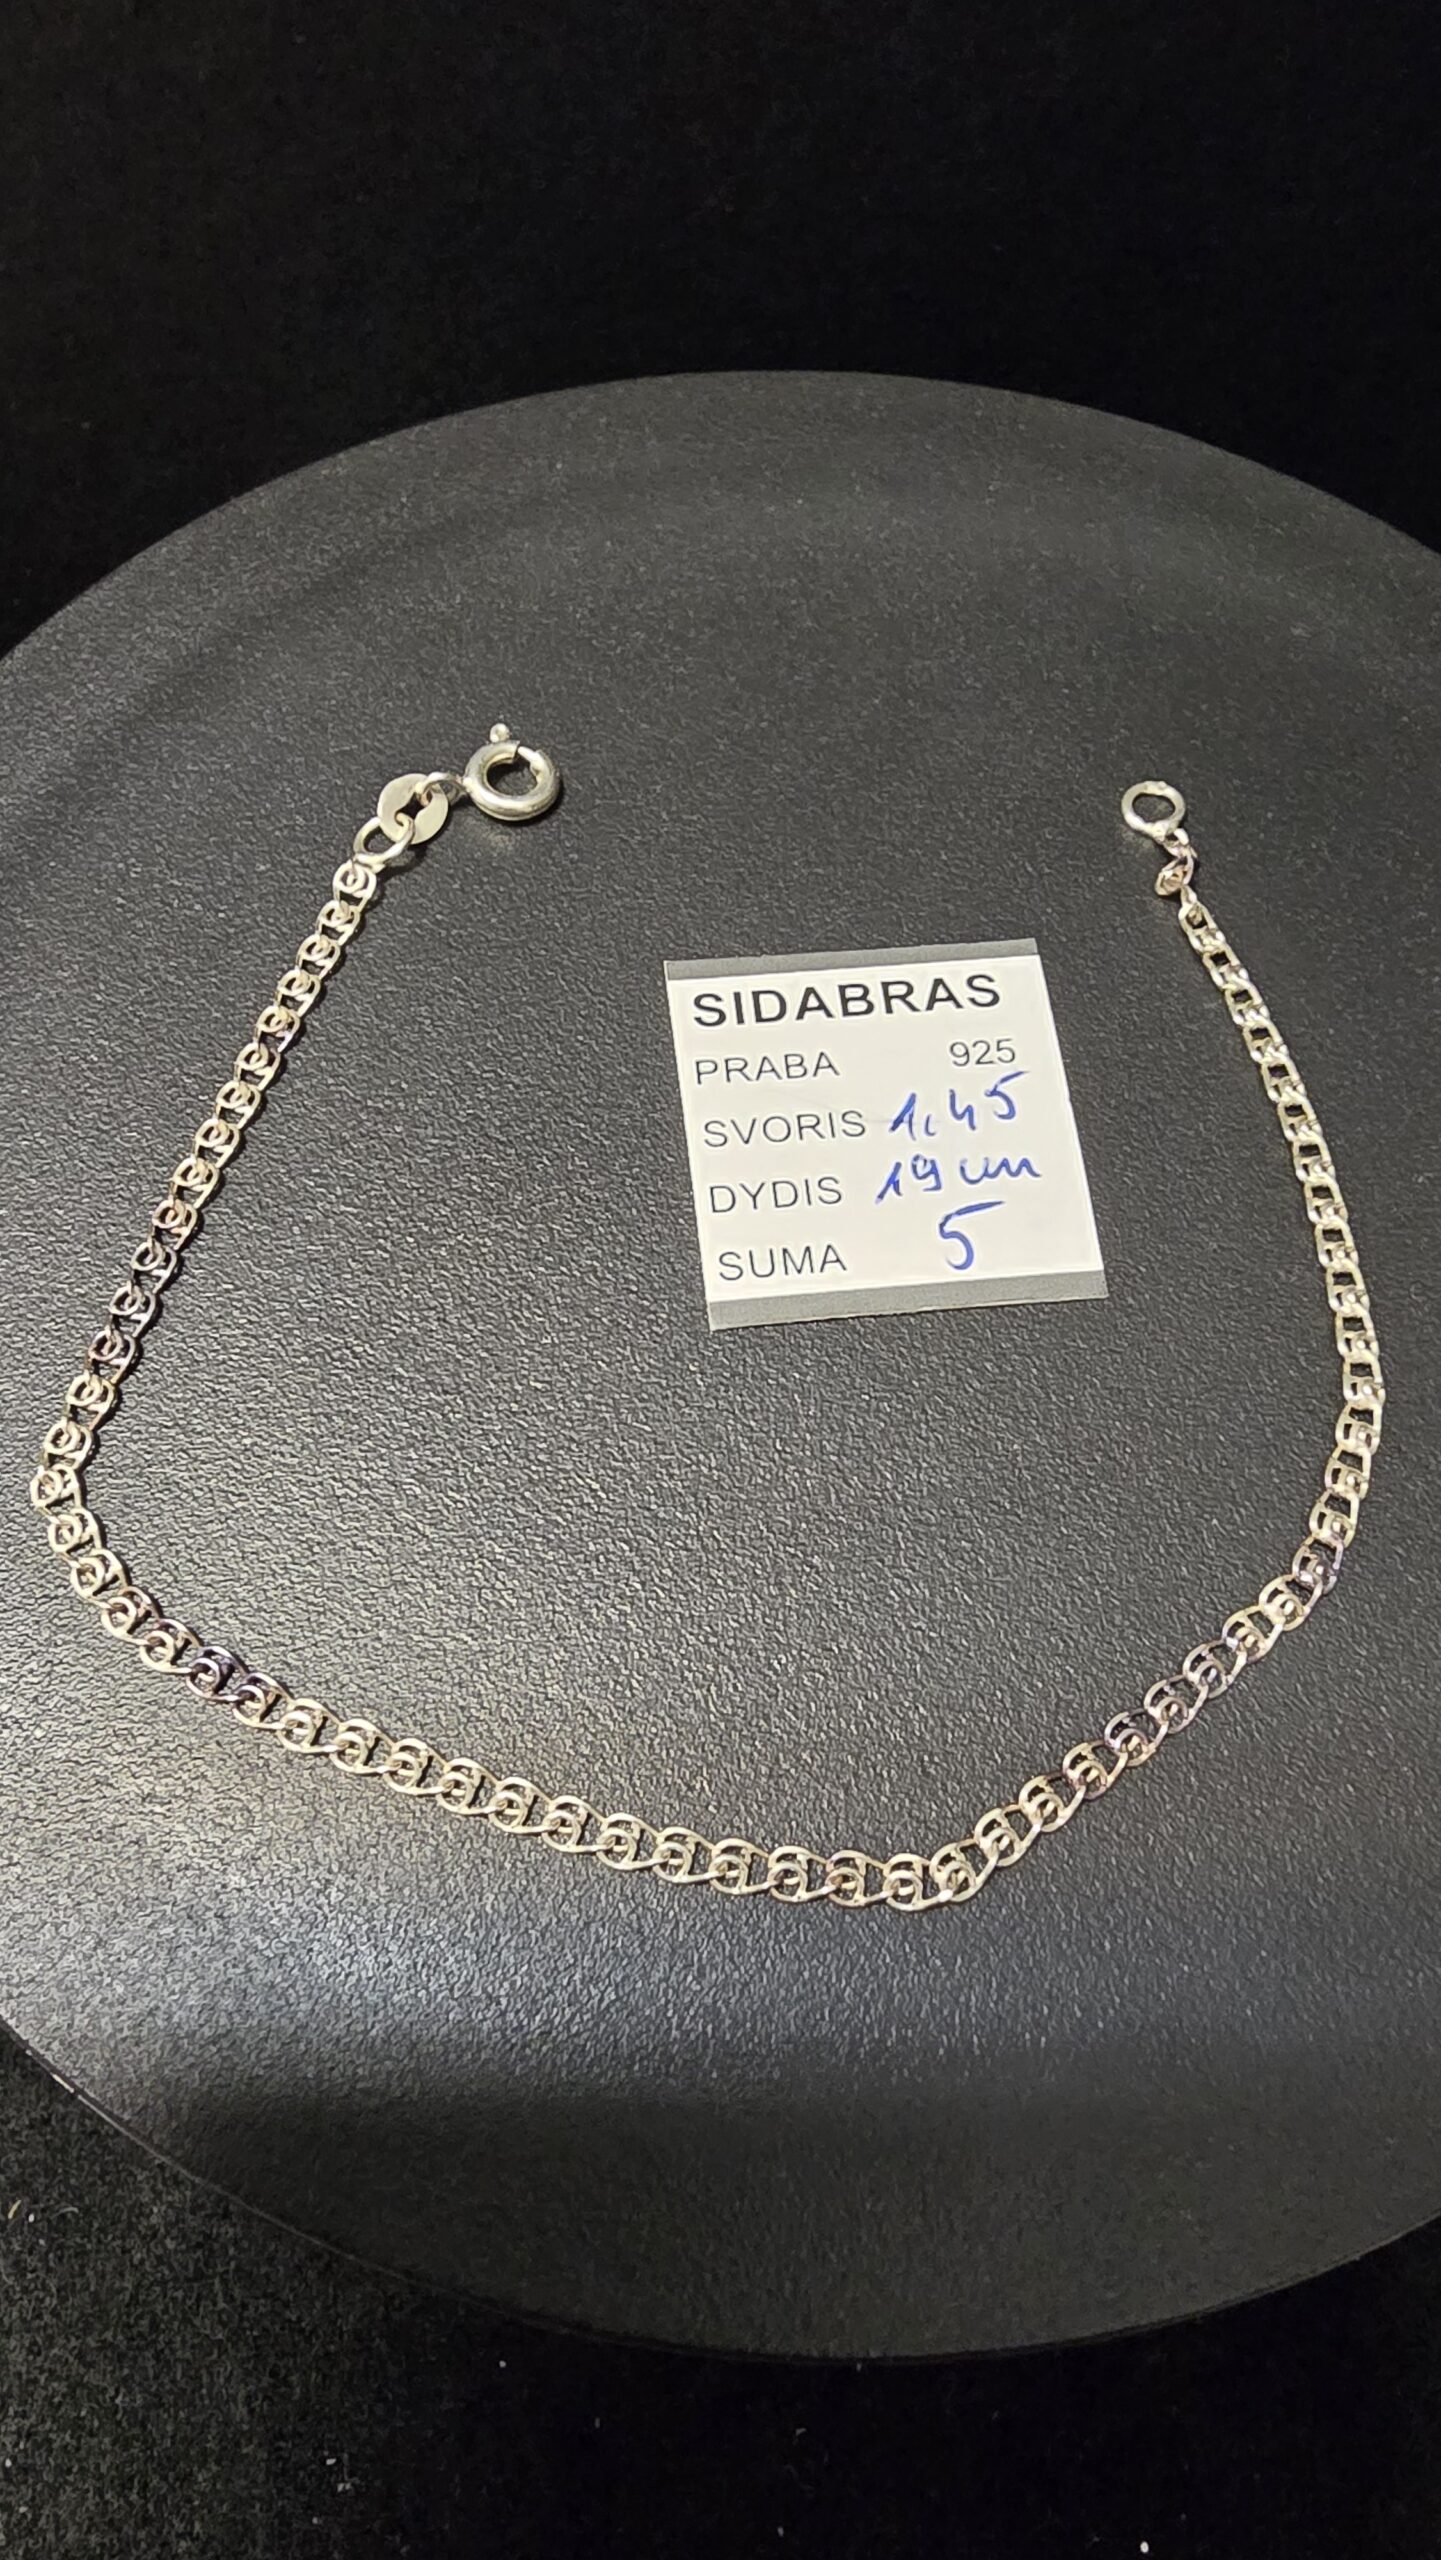 SIDABRAS
PRABA 925
SVORIS 1.45
DYDIS 19 cm
SUMA 5